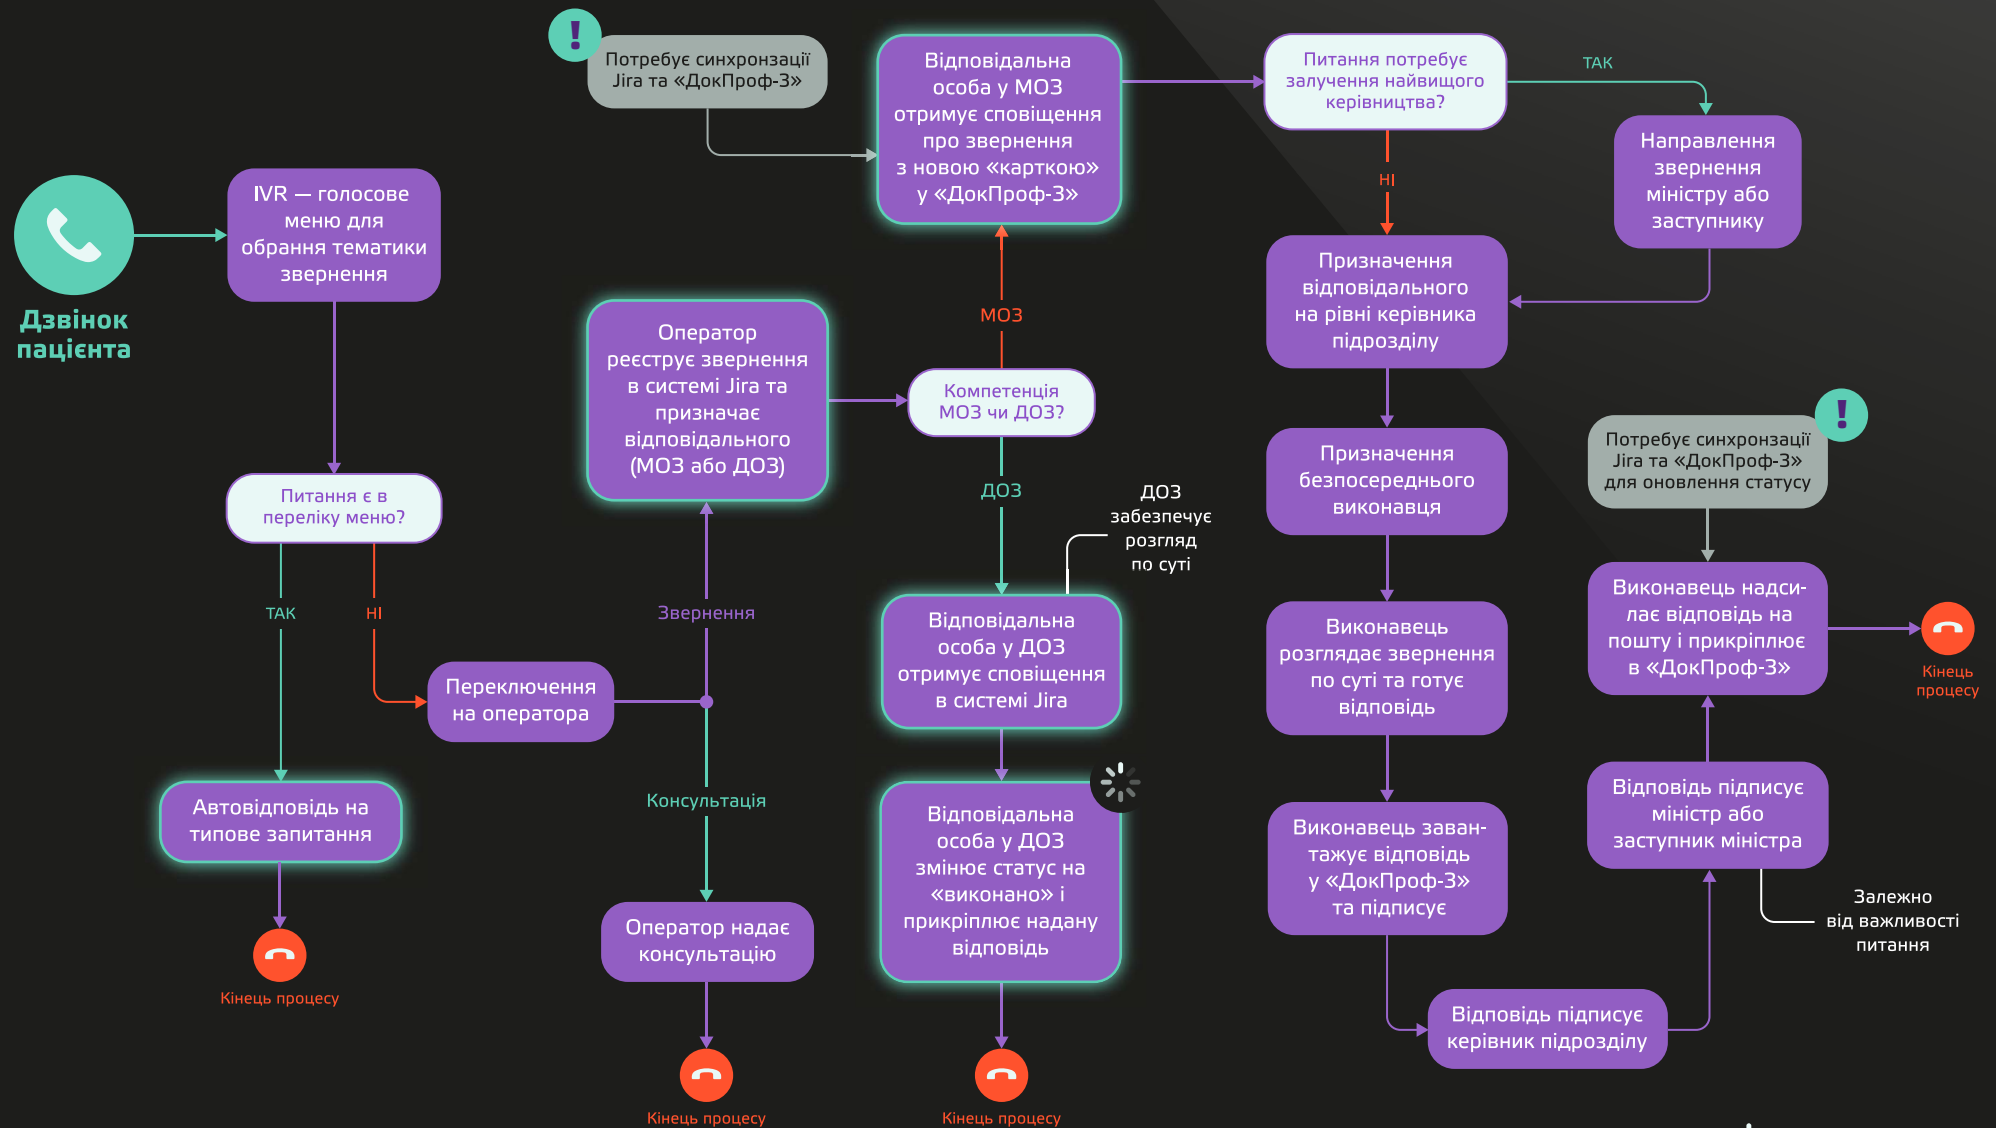 Дзвінок
пацієнта
IVR — голосове
меню для
обрання тематики
звернення
Питання є в
переліку меню?
ТАК
НІ
Автовідповідь на
типове запитання
Кінець процесу
Переключення
на оператора
Звернення
Консультація
Оператор надає
консультацію
Кінець процесу
Оператор
реєструє звернення
в системі Jira та
призначає
відповідального
(МОЗ або ДОЗ)
Компетенція
МОЗ чи ДОЗ?
МОЗ
ДОЗ
Потребує синхронзації
Jira та «ДокПроф-3»
Відповідальна
особа у МОЗ
отримує сповіщення
про звернення
з новою «карткою»
у «ДокПроф-3»
ДОЗ
забезпечує
розгляд
по суті
Відповідальна
особа у ДОЗ
отримує сповіщення
в системі Jira
Відповідальна
особа у ДОЗ
змінює статус на
«виконано» і
прикріплює надану
відповідь
Кінець процесу
Питання потребує
залучення найвищого
керівництва?
ТАК
НІ
Направлення
звернення
міністру або
заступнику
Призначення
відповідального
на рівні керівника
підрозділу
Призначення
безпосереднього
виконавця
Виконавець
розглядає звернення
по суті та готує
відповідь
Виконавець заван-
тажує відповідь
у «ДокПроф-3»
та підписує
Відповідь підписує
керівник підрозділу
Відповідь підписує
міністр або
заступник міністра
Залежно
від важливості
питання
Потребує синхронзації
Jira та «ДокПроф-3»
для оновлення статусу
Виконавець надси-
лає відповідь на
пошту і прикріплює
в «ДокПроф-3»
Кінець
процесу